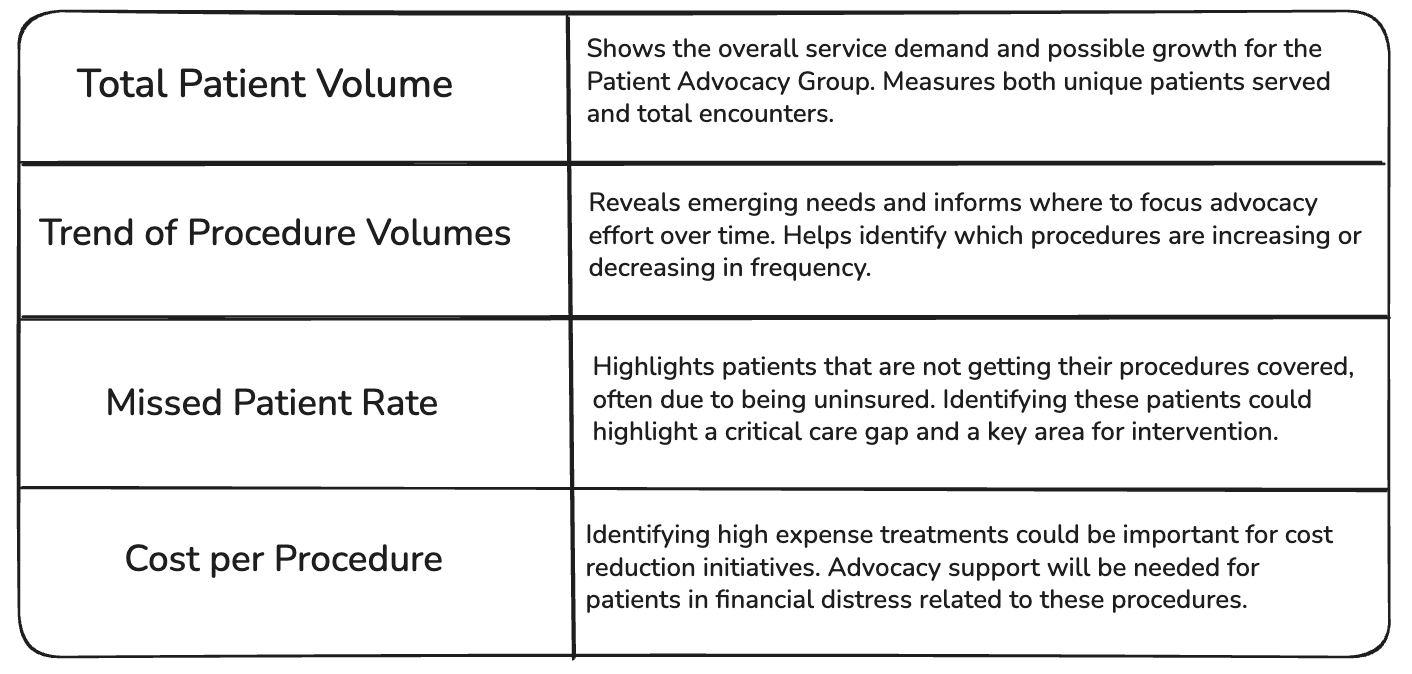 Total Patient Volume
Shows the overall service demand and possible growth for the
Patient Advocacy Group. Measures both unique patients served
and total encounters.
Trend of Procedure Volumes
Reveals emerging needs and informs where to focus advocacy
effort over time. Helps identify which procedures are increasing or
decreasing in frequency.
Missed Patient Rate
Highlights patients that are not getting their procedures covered,
often due to being uninsured. Identifying these patients could
highlight a critical care gap and a key area for intervention.
Cost per Procedure
Identifying high expense treatments could be important for cost
reduction initiatives. Advocacy support will be needed for
patients in financial distress related to these procedures.